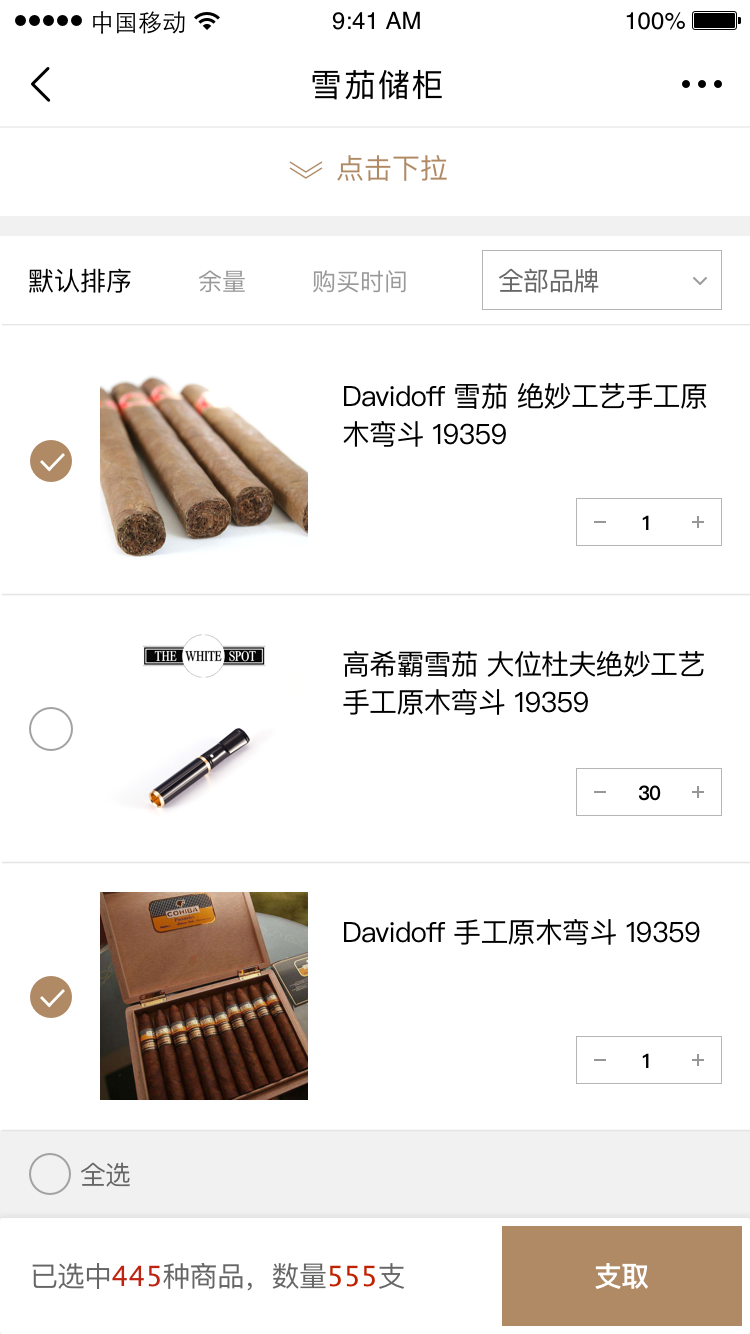 中国移动 9:41 AM 100%
雪茄储柜
点击下拉
默认排序 余量 购买时间 全部品牌
Davidoff 雪茄 绝妙工艺手工原
木弯斗 19359
1
THE WHITE SPOT
高希霸雪茄 大位杜夫绝妙工艺
手工原木弯斗 19359
30
COHIBA
Davidoff 手工原木弯斗 19359
1
全选
已选中445种商品，数量555支
支取